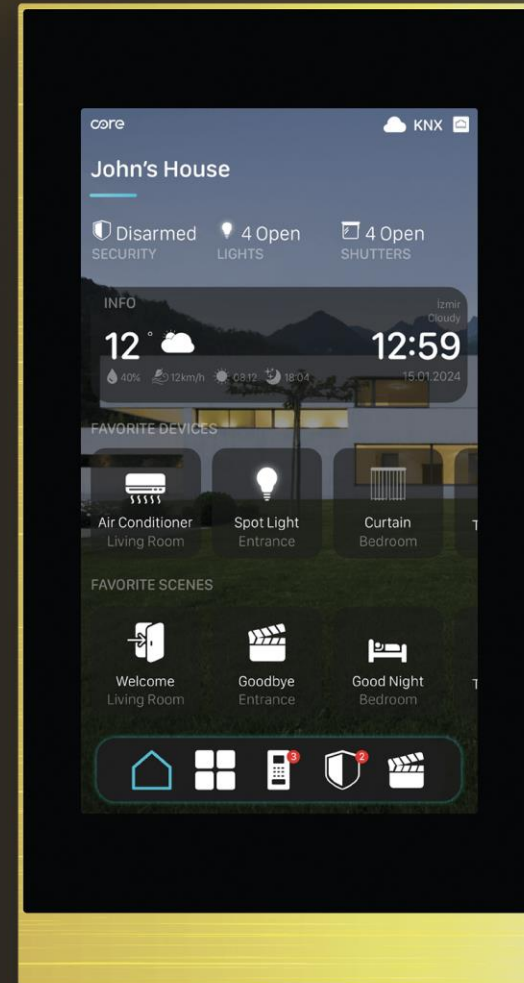 core
KNX
John's House
Disarmed
SECURITY
4 Open
LIGHTS
4 Open
SHUTTERS
INFO
Izmir
Cloudy
12°
12:59
40% 12km/h 08:12 18:04
15.01.2024
FAVORITE DEVICES
Air Conditioner
Living Room
Spot Light
Entrance
Curtain
Bedroom
T
FAVORITE SCENES
Welcome
Living Room
Goodbye
Entrance
Good Night
Bedroom
T
3
2